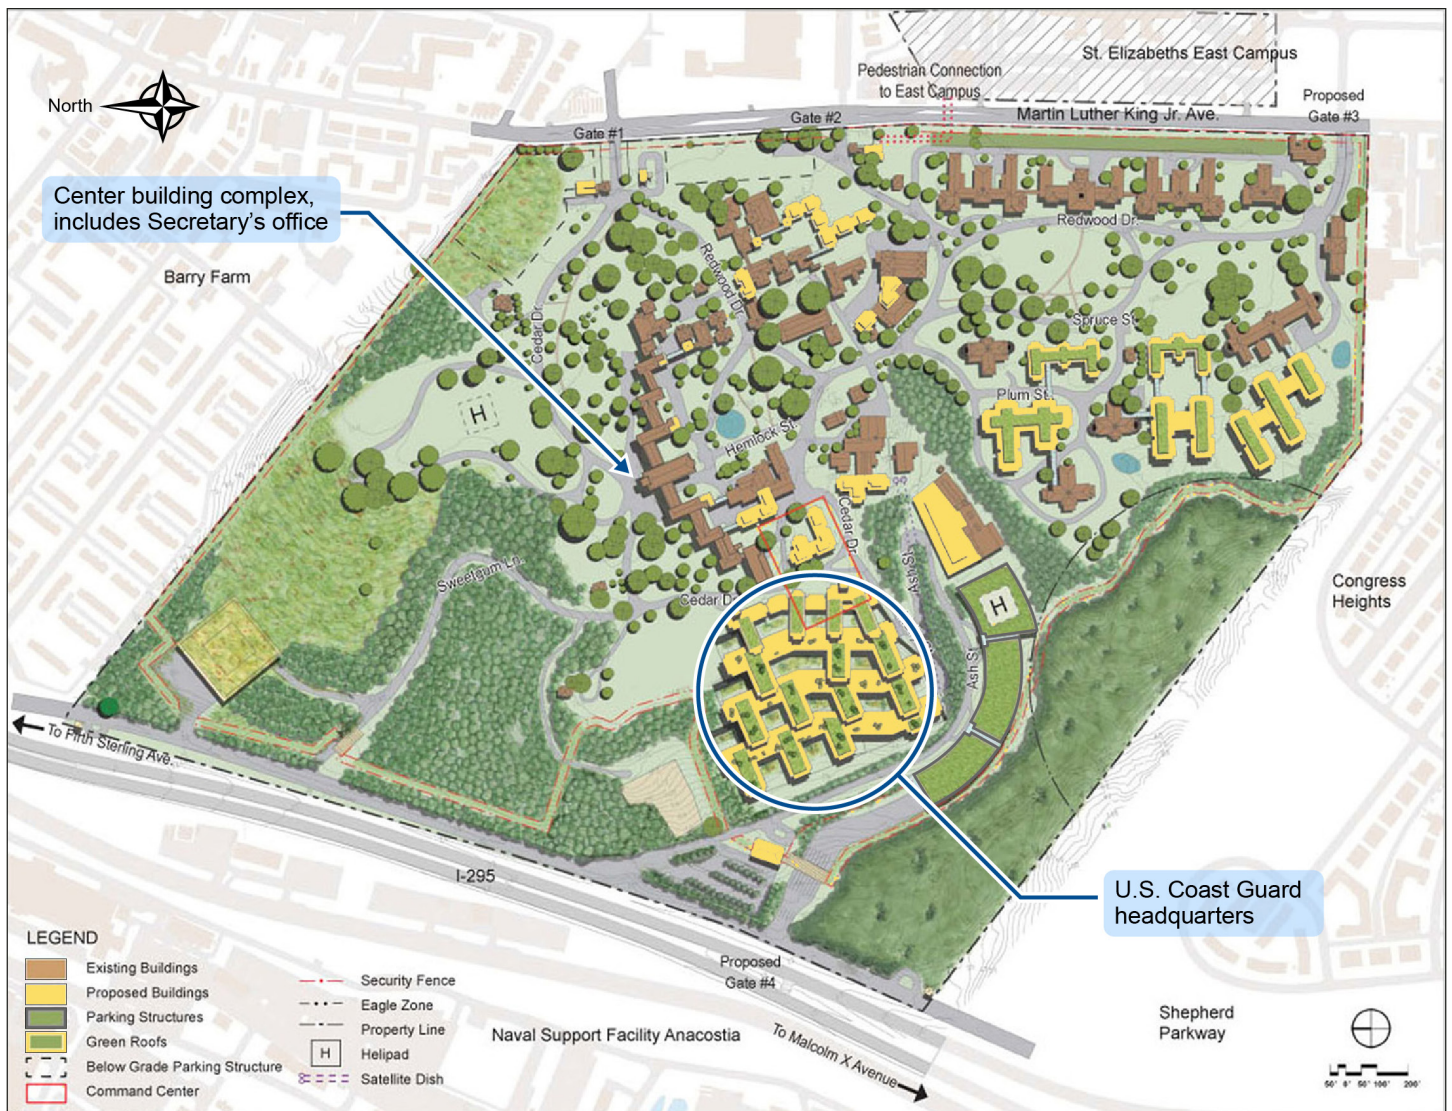 St. Elizabeths East Campus
Pedestrian Connection
to East Campus
Proposed
Gate #3
North
Gate #1
Gate #2
Martin Luther King Jr. Ave.
Center building complex,
includes Secretary's office
Redwood Dr.
Barry Farm
Redwood Dr.
Cedar Dr.
Spruce St.
Plum St.
H
Hemlock St.
Cedar Dr.
Ash St.
Sweetgum Ln.
Cedar Dr.
H
Congress
Heights
Ash St.
To Firth Sterling Ave.
I-295
U.S. Coast Guard
headquarters
LEGEND
Existing Buildings
Proposed Buildings
Parking Structures
Green Roofs
Below Grade Parking Structure
Command Center
Security Fence
Eagle Zone
Property Line
H
Helipad
Satellite Dish
Proposed
Gate #4
Naval Support Facility Anacostia
To Malcolm X Avenue
Shepherd
Parkway
50' 0' 50' 100' 200'